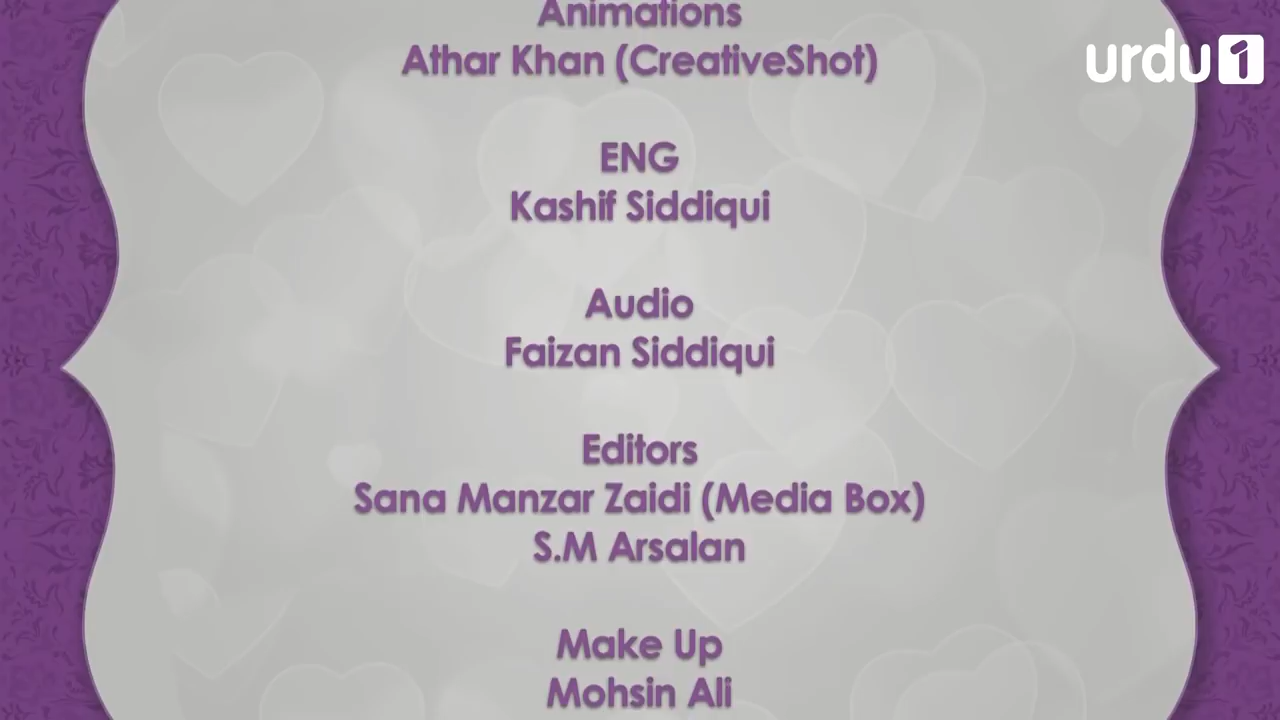 Animations
Athar Khan (CreativeShot)
urdu1
ENG
Kashif Siddiqui
Audio
Faizan Siddiqui
Editors
Sana Manzar Zaidi (Media Box)
S.M Arsalan
Make Up
Mohsin Ali